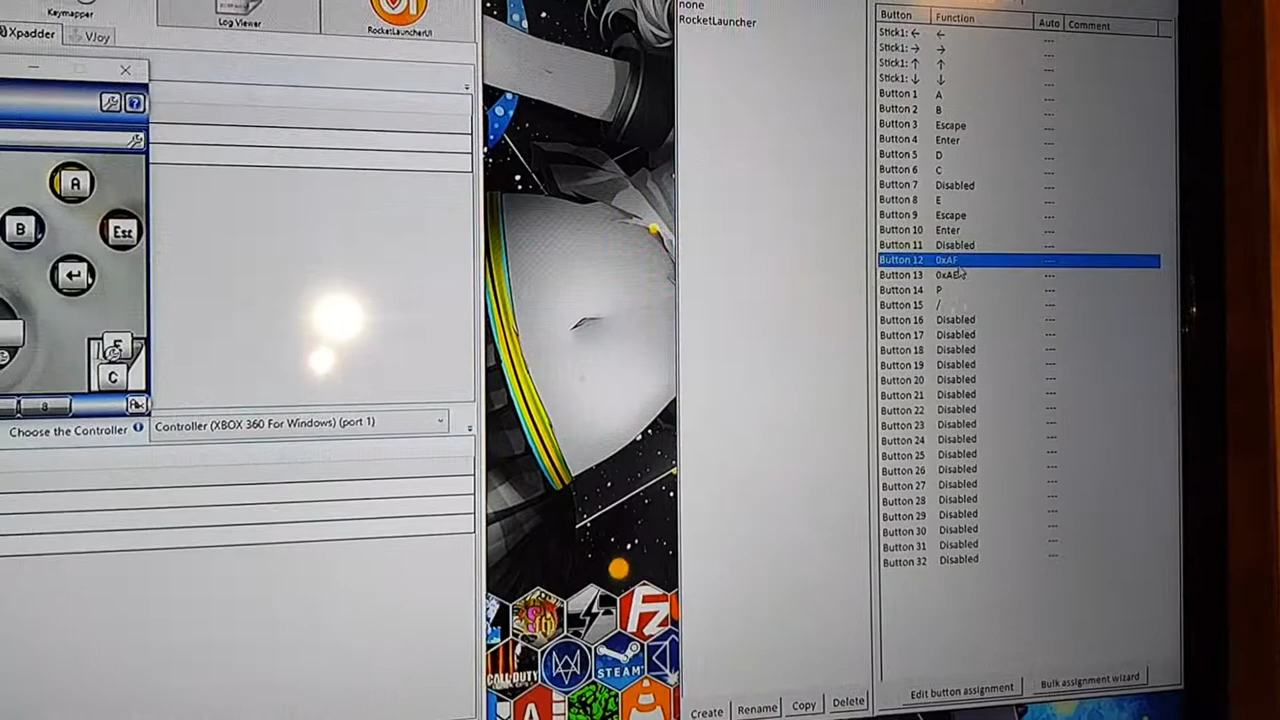 Keymapper
Log Viewer
RocketLauncherUI
Xpadder
VJoy
A
B
Esc
C
8
Choose the Controller
Controller (XBOX 360 For Windows) (port 1)
CALL OF DUTY
STEAM
none
RocketLauncher
Create
Rename
Copy
Delete
Button Function Auto Comment
Stick1: ← ← ---
Stick1: → → ---
Stick1: ↑ ↑ ---
Stick1: ↓ ↓ ---
Button 1 A ---
Button 2 B ---
Button 3 Escape ---
Button 4 Enter ---
Button 5 D ---
Button 6 C ---
Button 7 Disabled ---
Button 8 E ---
Button 9 Escape ---
Button 10 Enter ---
Button 11 Disabled ---
Button 12 0xAF ---
Button 13 0xAE ---
Button 14 P ---
Button 15 / ---
Button 16 Disabled ---
Button 17 Disabled ---
Button 18 Disabled ---
Button 19 Disabled ---
Button 20 Disabled ---
Button 21 Disabled ---
Button 22 Disabled ---
Button 23 Disabled ---
Button 24 Disabled ---
Button 25 Disabled ---
Button 26 Disabled ---
Button 27 Disabled ---
Button 28 Disabled ---
Button 29 Disabled ---
Button 30 Disabled ---
Button 31 Disabled ---
Button 32 Disabled ---
Edit button assignment
Bulk assignment wizard